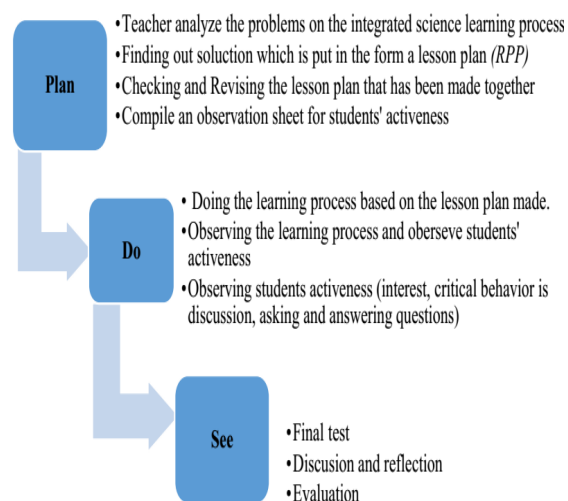 Plan
•Teacher analyze the problems on the integrated science learning process
•Finding out soluction which is put in the form a lesson plan (RPP)
•Checking and Revising the lesson plan that has been made together
•Compile an observation sheet for students' activeness
Do
• Doing the learning process based on the lesson plan made.
•Observing the learning process and oberseve students'
activeness
•Observing students activeness (interest, critical behavior is
discussion, asking and answering questions)
See
•Final test
•Discusion and reflection
•Evaluation